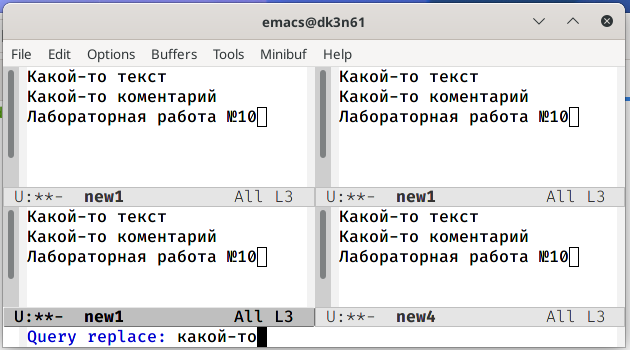 emacs@dk3n61
File Edit Options Buffers Tools Minibuf Help
Какой-то текст
Какой-то коментарий
Лабораторная работа №10
U:**- new1 All L3
Какой-то текст
Какой-то коментарий
Лабораторная работа №10
U:**- new1 All L3
Какой-то текст
Какой-то коментарий
Лабораторная работа №10
U:**- new1 All L3
Какой-то текст
Какой-то коментарий
Лабораторная работа №10
U:**- new4 All L3
Query replace: какой-то